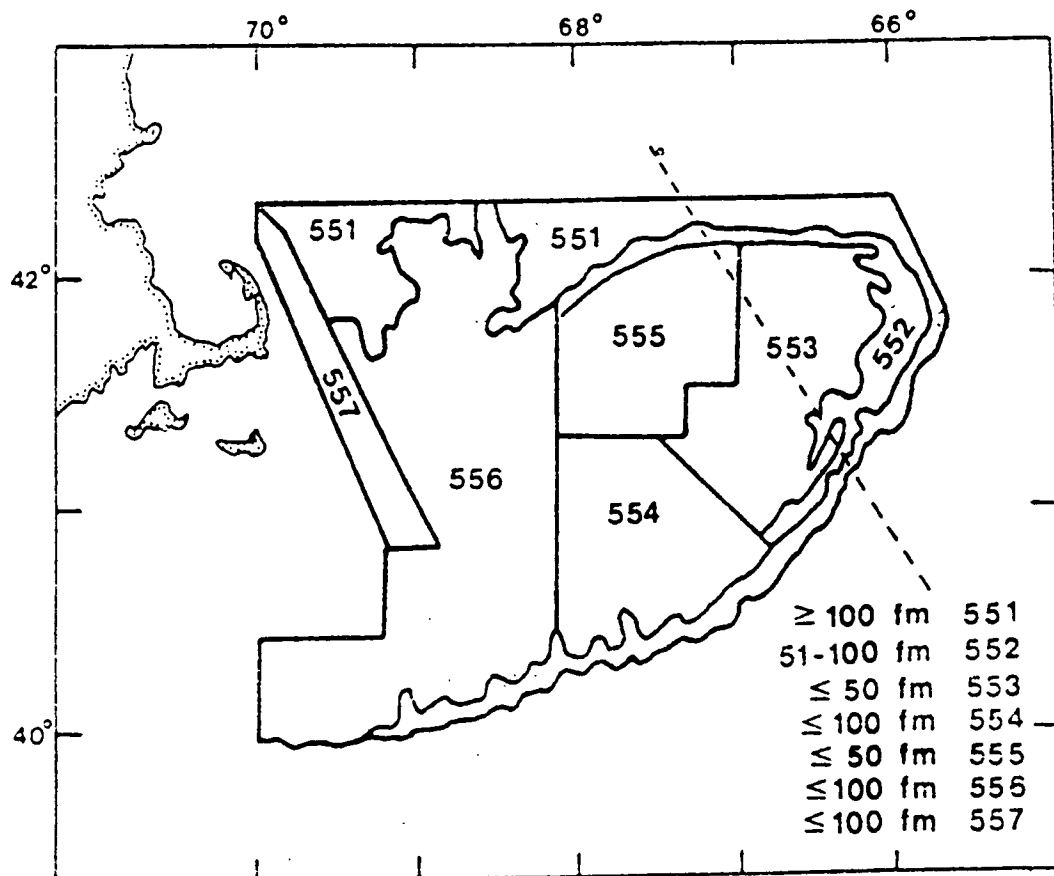 70° 68° 66°
551 551
42°
555 553 552
557
556
554
≥ 100 fm 551
51-100 fm 552
≤ 50 fm 553
≤ 100 fm 554
40°
≤ 50 fm 555
≤ 100 fm 556
≤ 100 fm 557